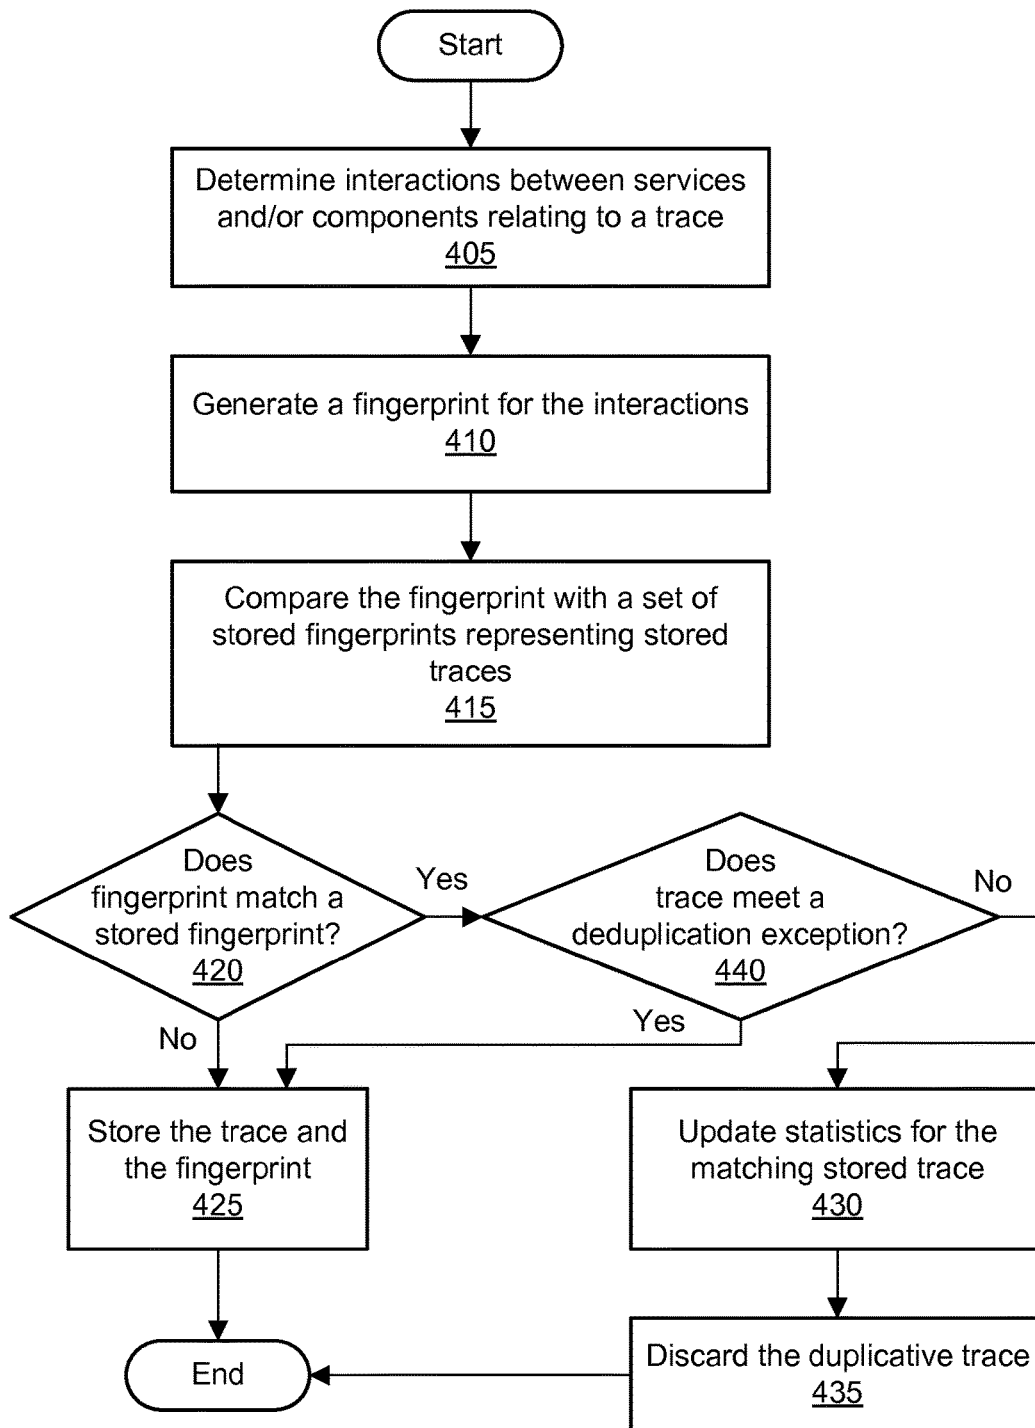 Start
Determine interactions between services
and/or components relating to a trace
405
Generate a fingerprint for the interactions
410
Compare the fingerprint with a set of
stored fingerprints representing stored
traces
415
Does
fingerprint match a
stored fingerprint?
420
Yes
Does
trace meet a
deduplication exception?
440
No
No
Yes
Store the trace and
the fingerprint
425
Update statistics for the
matching stored trace
430
End
Discard the duplicative trace
435